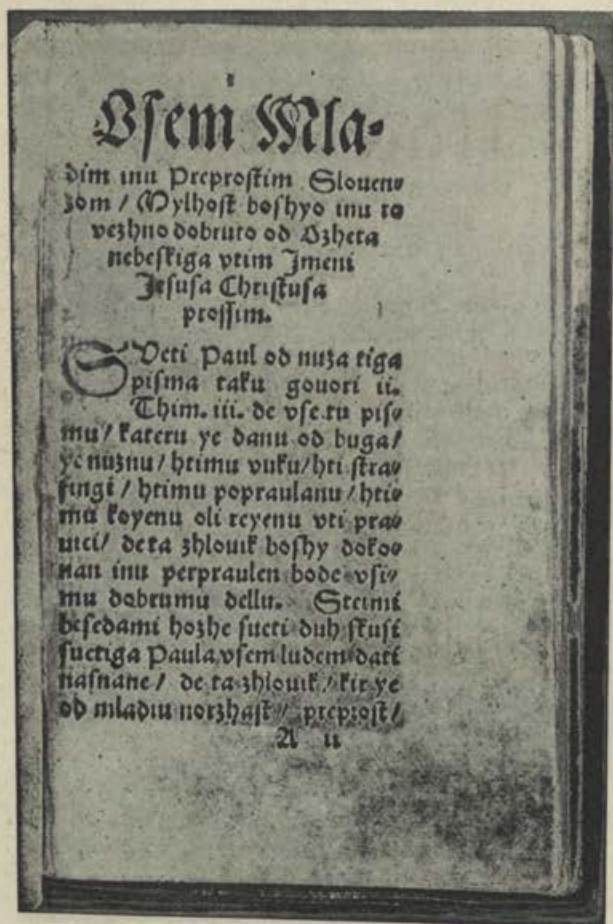 Vſem Mla-
dim inu Preproſtim Slouen-
zom / Mylhoſt boshyo inu to
vezhno dobruto od Ozheta
nebeſkiga vtim Imeni
Jeſuſa Chriſtuſa
proſſim.
SVeti Paul od nuza tiga
piſma taku gouori ii.
Thim. iii. de vſe tu piſ-
mu / kateru ye danu od buga /
ye nuznu / htimu vuku / hti ſtra-
fingi / htimu popraulanu / hti-
mu koyenu oli reyenu vti prau-
uici / de ta zhlouik boshy doko-
nan inu perpraulen bode vſi-
mu dobrumu dellu. Steimi
beſedami hozhe ſueti duh ſkuſi
ſuetiga Paula vſem ludem dati
naſnane / de ta zhlouik / kir ye
od mladiu norzhaſt / preproſt /
A ii